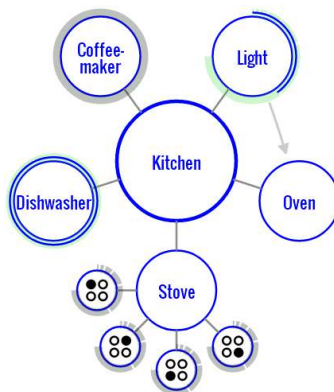 Coffee-
maker
Light
Kitchen
Dishwasher
Oven
Stove